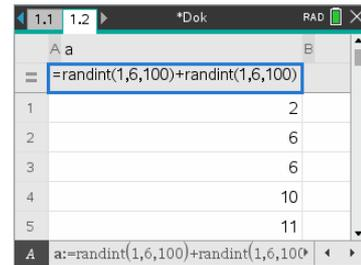 1.1 1.2 *Dok RAD
A a B
= =randint(1,6,100)+randint(1,6,100)
1 2
2 6
3 6
4 10
5 11
A a:=randint(1,6,100)+randint(1,6,100